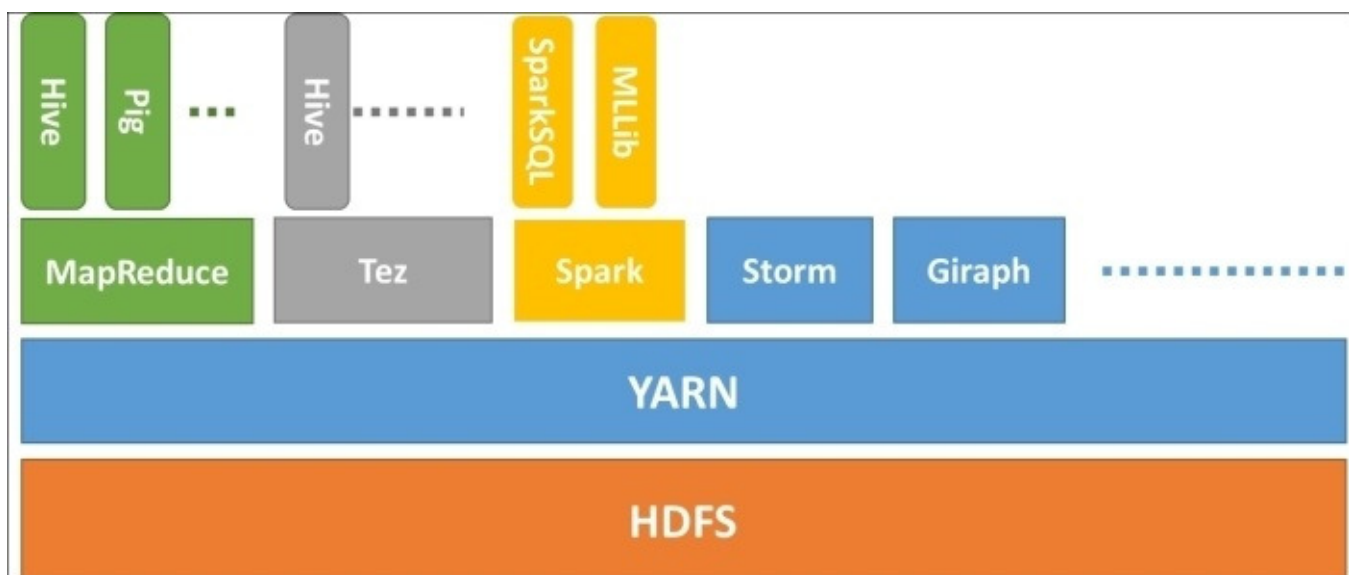 Hive
Pig
Hive
SparkSQL
MLLib
MapReduce
Tez
Spark
Storm
Giraph
YARN
HDFS